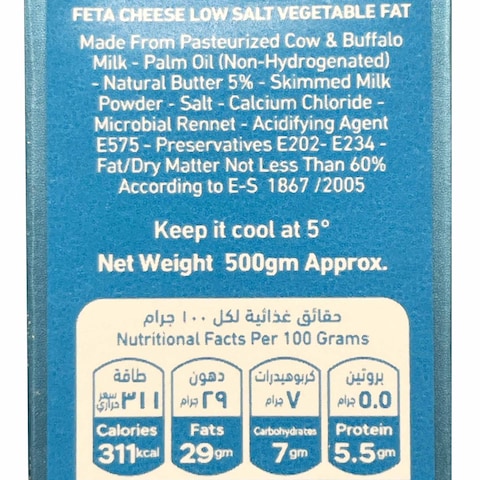 FETA CHEESE LOW SALT VEGETABLE FAT
Made From Pasteurized Cow & Buffalo
Milk - Palm Oil (Non-Hydrogenated)
- Natural Butter 5% - Skimmed Milk
Powder - Salt - Calcium Chloride -
Microbial Rennet - Acidifying Agent
E575 - Preservatives E202- E234 -
Fat/Dry Matter Not Less Than 60%
According to E-S 1867 /2005
Keep it cool at 5°
Net Weight 500gm Approx.
حقائق غذائية لكل ١٠٠ جرام
Nutritional Facts Per 100 Grams
طاقة
٣١١ سعر حراري
Calories
311kcal
دهون
٢٩ جرام
Fats
29gm
كربوهيدرات
٧ جرام
Carbohydrates
7gm
بروتين
٥.٥ جرام
Protein
5.5gm